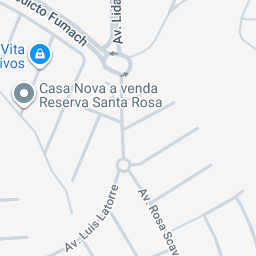 dicto Fumach
Av. Lida
Vita
ivos
Casa Nova a venda
Reserva Santa Rosa
Av. Luis Latorre
Av. Rosa Scav